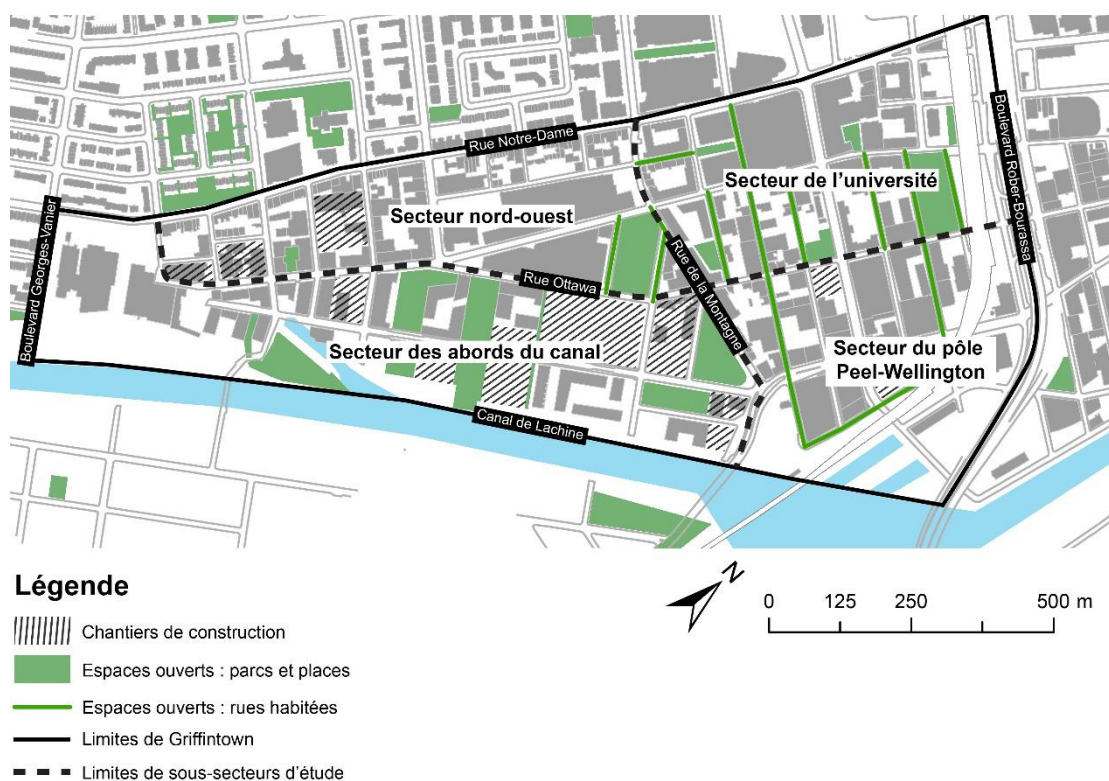 Rue Notre-Dame
Boulevard Rober-Bourassa
Secteur de l'université
Secteur nord-ouest
Boulevard Georges-Vanier
Rue Ottawa
Rue de la Montagne
Secteur des abords du canal
Secteur du pôle
Peel-Wellington
Canal de Lachine
Légende
N
0 125 250 500 m
Chantiers de construction
Espaces ouverts : parcs et places
Espaces ouverts : rues habitées
Limites de Griffintown
Limites de sous-secteurs d'étude